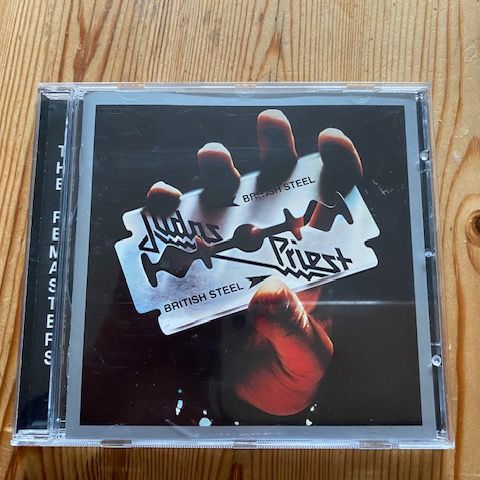 THE REMASTERS
BRITISH STEEL
Judas
Priest
BRITISH STEEL